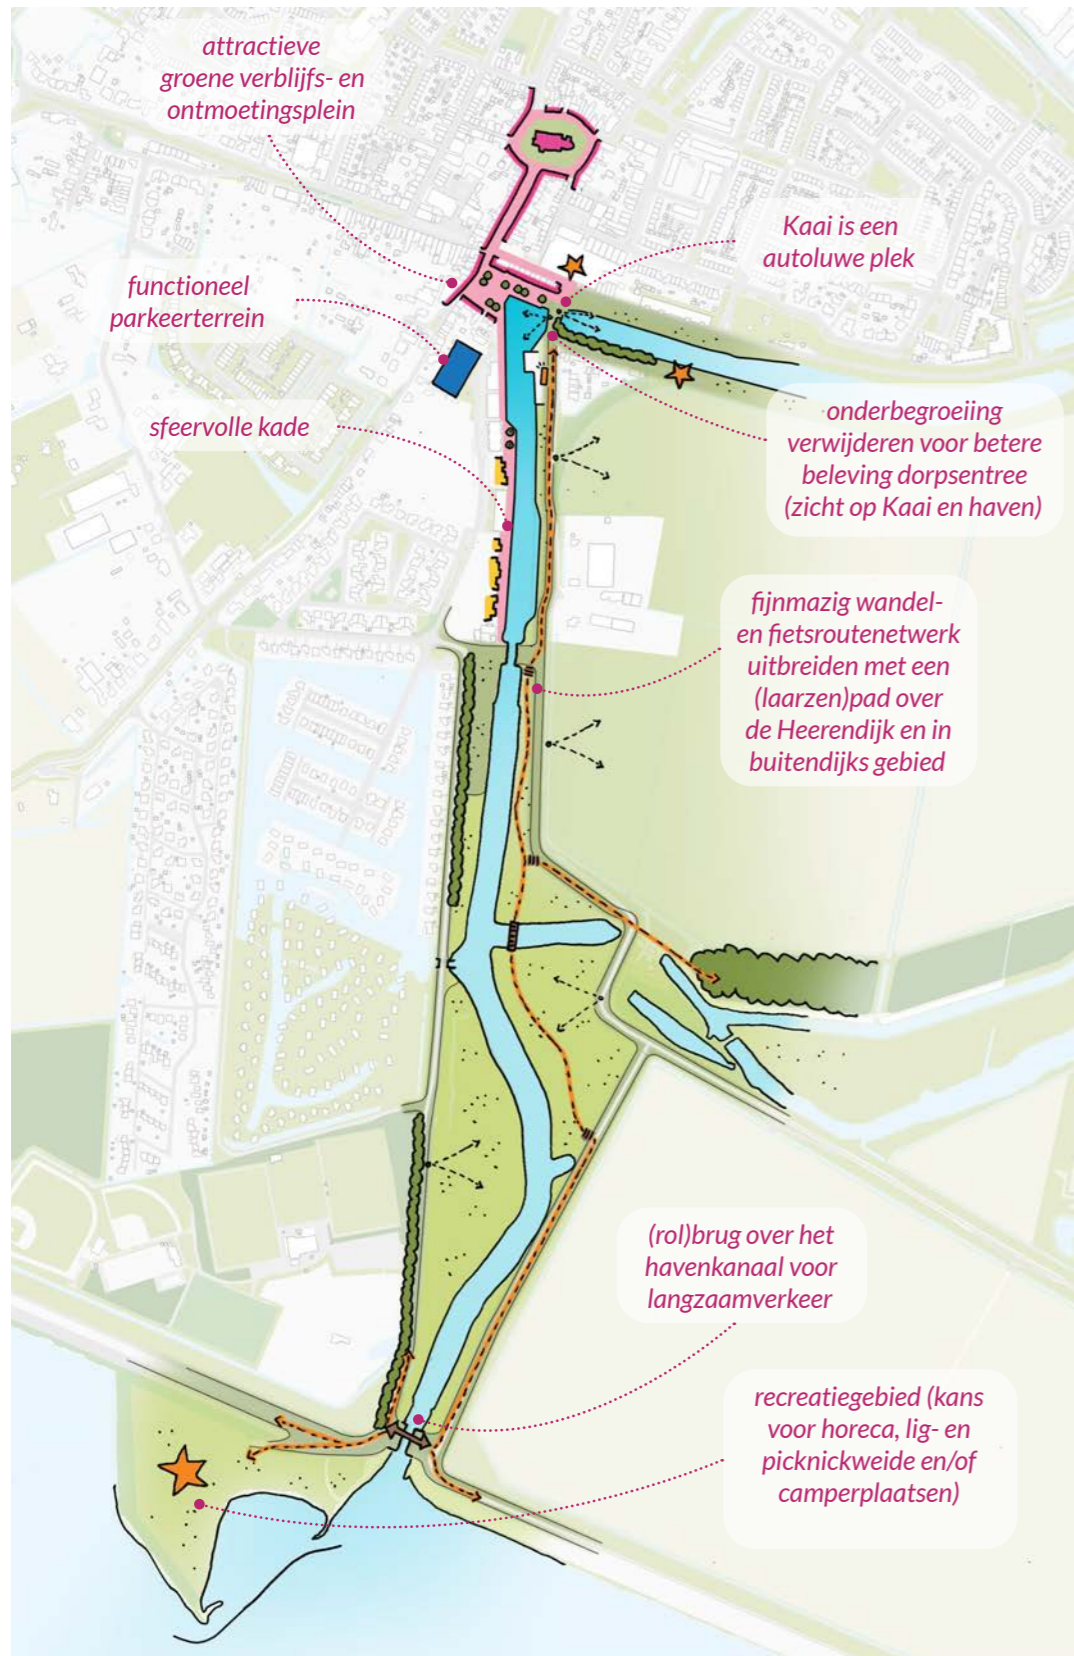 attractieve
groene verblijfs- en
ontmoetingsplein
Kaai is een
autoluwe plek
functioneel
parkeerterrein
sfeervolle kade
onderbegroeiing
verwijderen voor betere
beleving dorpsentree
(zicht op Kaai en haven)
fijnmazig wandel-
en fietsroutenetwerk
uitbreiden met een
(laarzen)pad over
de Heerendijk en in
buitendijks gebied
(rol)brug over het
havenkanaal voor
langzaamverkeer
recreatiegebied (kans
voor horeca, lig- en
picknickweide en/of
camperplaatsen)